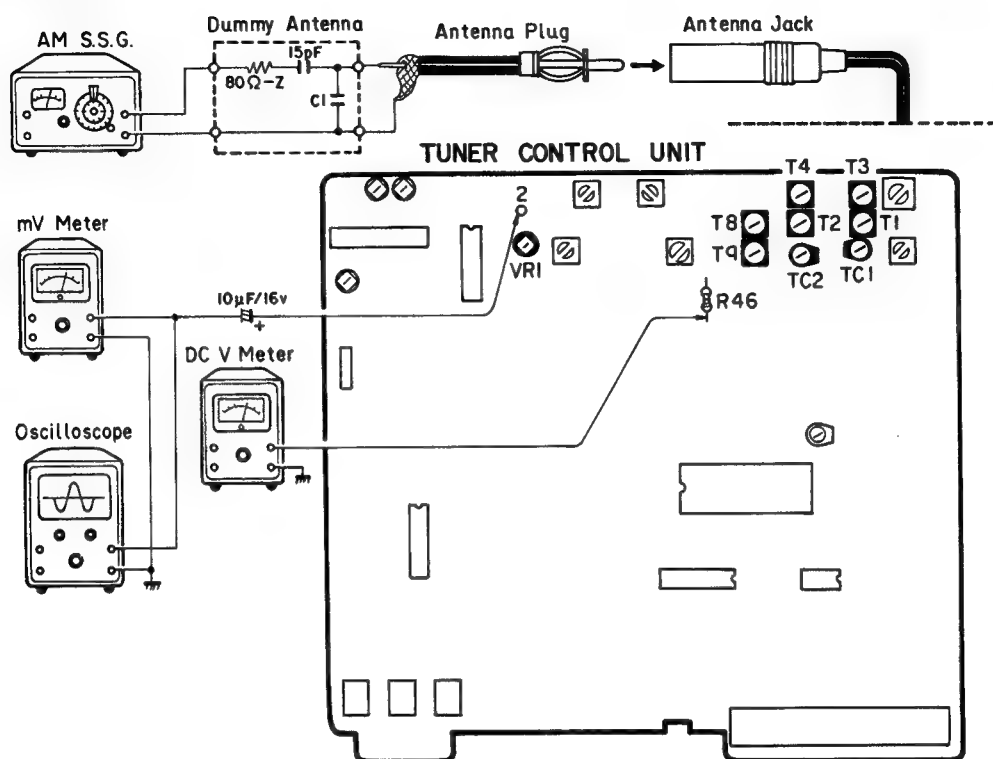 Dummy Antenna
Antenna Plug
Antenna Jack
AM S.S.G.
15pF
80Ω-Z
C1
TUNER CONTROL UNIT
T4
T3
2
T8
T2
T1
mV Meter
T9
VR1
TC2
TC1
10μF/16v
+
R46
DC V Meter
Oscilloscope